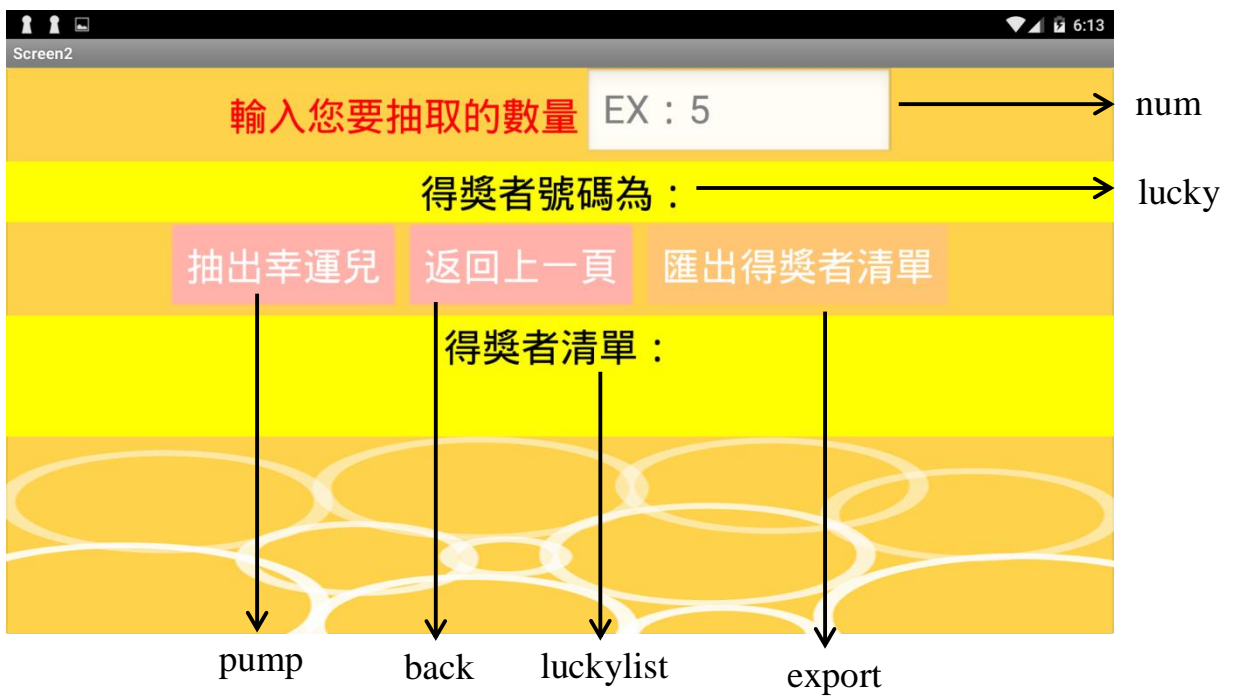 6:13
Screen2
輸入您要抽取的數量 EX：5
num
得獎者號碼為：
lucky
抽出幸運兒 返回上一頁 匯出得獎者清單
得獎者清單：
pump back luckylist export